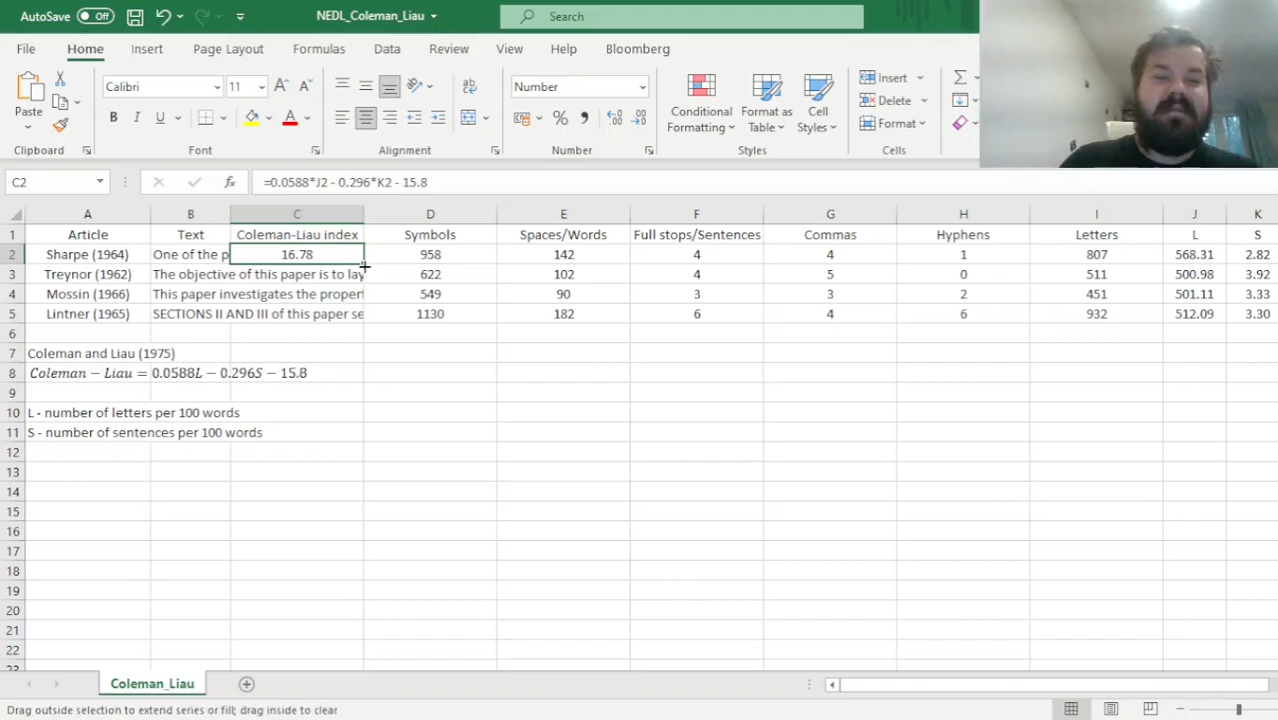 AutoSave Off NEDL_Coleman_Liau Search
File Home Insert Page Layout Formulas Data Review View Help Bloomberg
Paste Calibri 11 Number Conditional Formatting Format as Table Cell Styles Insert Delete Format
Clipboard Font Alignment Number Styles Cells
C2 fx =0.0588*J2 - 0.296*K2 - 15.8
A B C D E F G H I J K
1 Article Text Coleman-Liau index Symbols Spaces/Words Full stops/Sentences Commas Hyphens Letters L S
2 Sharpe (1964) One of the p 16.78 958 142 4 4 1 807 568.31 2.82
3 Treynor (1962) The objective of this paper is to lay 622 102 4 5 0 511 500.98 3.92
4 Mossin (1966) This paper investigates the propert 549 90 3 3 2 451 501.11 3.33
5 Lintner (1965) SECTIONS II AND III of this paper se 1130 182 6 4 6 932 512.09 3.30
6
7 Coleman and Liau (1975)
8 Coleman − Liau = 0.0588L − 0.296S − 15.8
9
10 L - number of letters per 100 words
11 S - number of sentences per 100 words
12
13
14
15
16
17
18
19
20
21
22
23
Coleman_Liau
Drag outside selection to extend series or fill; drag inside to clear